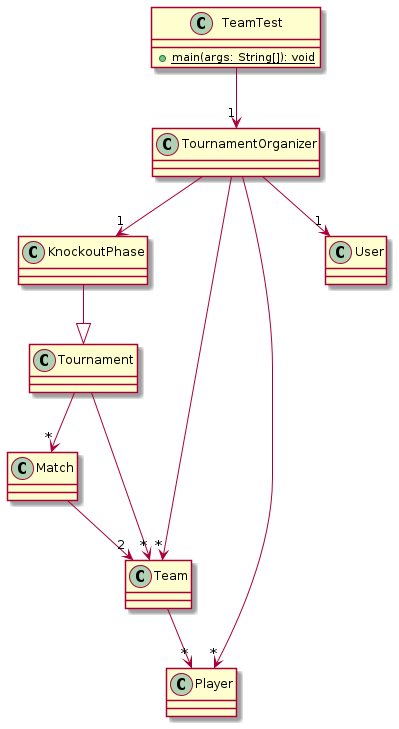 C TeamTest
main(args: String[]): void
1
C TournamentOrganizer
1
1
C KnockoutPhase
C User
C Tournament
*
C Match
2
*
*
C Team
*
*
C Player